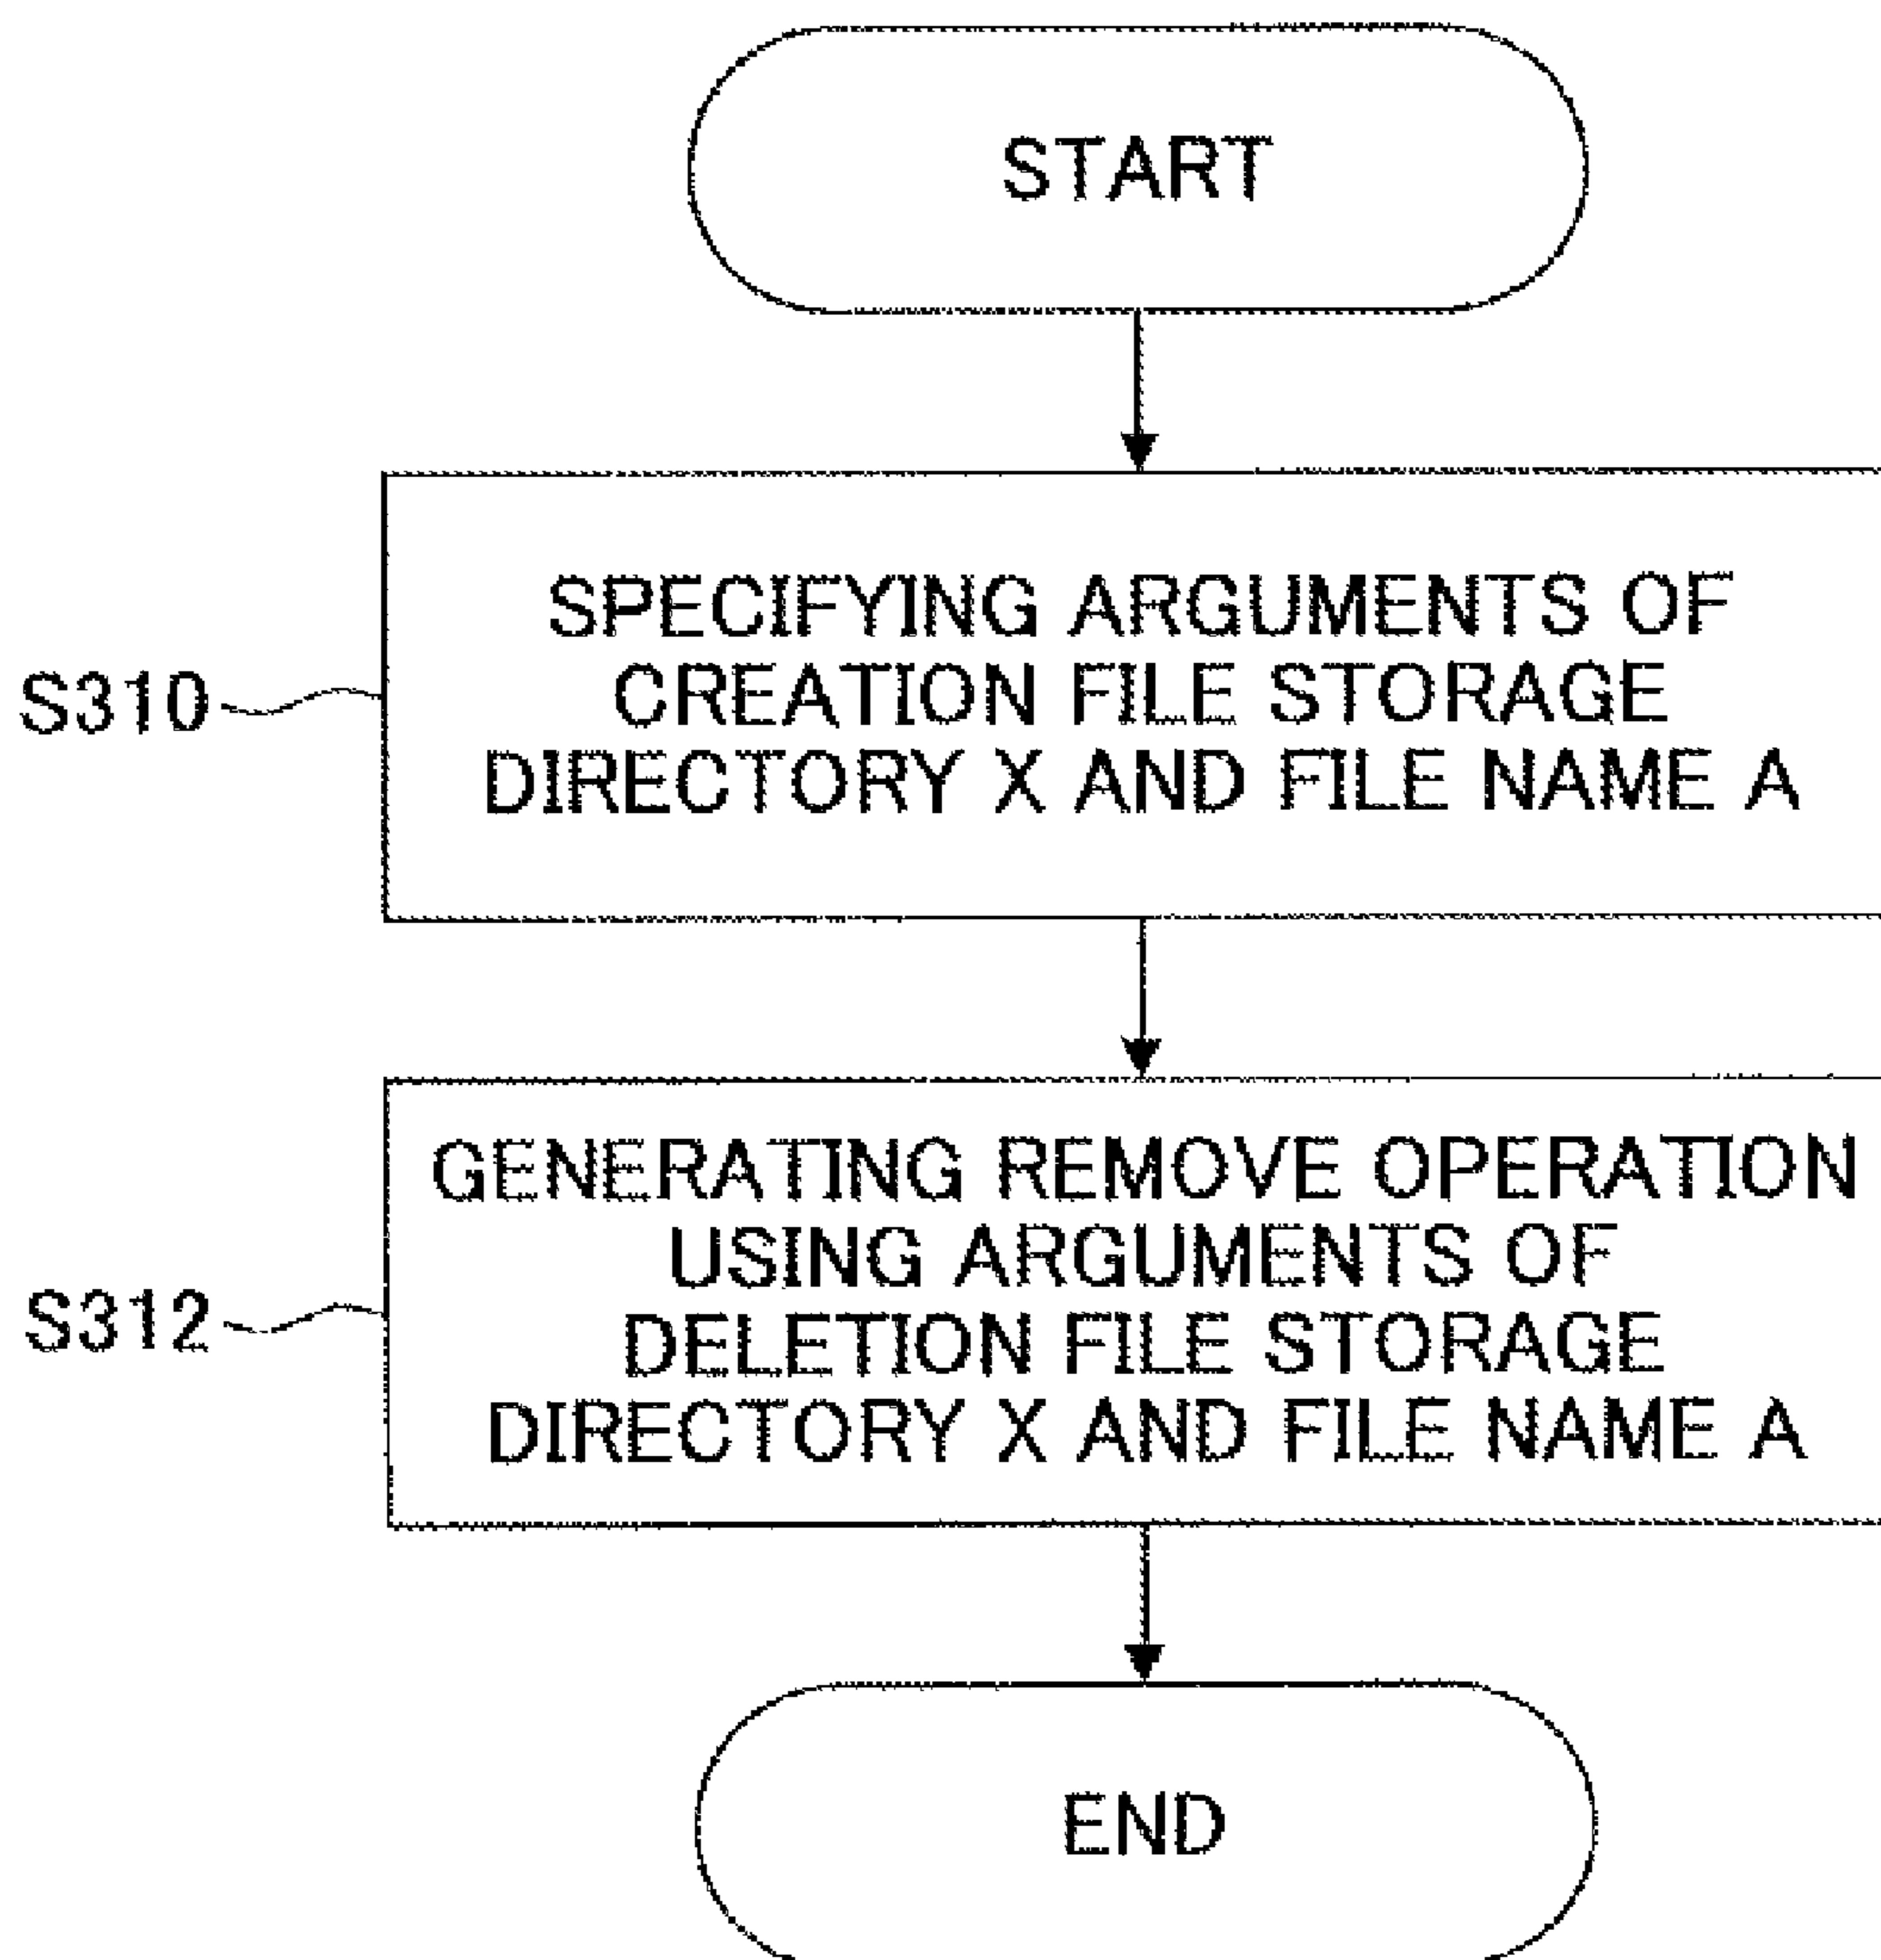 START
SPECIFYING ARGUMENTS OF
CREATION FILE STORAGE
DIRECTORY X AND FILE NAME A
S310
GENERATING REMOVE OPERATION
USING ARGUMENTS OF
DELETION FILE STORAGE
DIRECTORY X AND FILE NAME A
S312
END